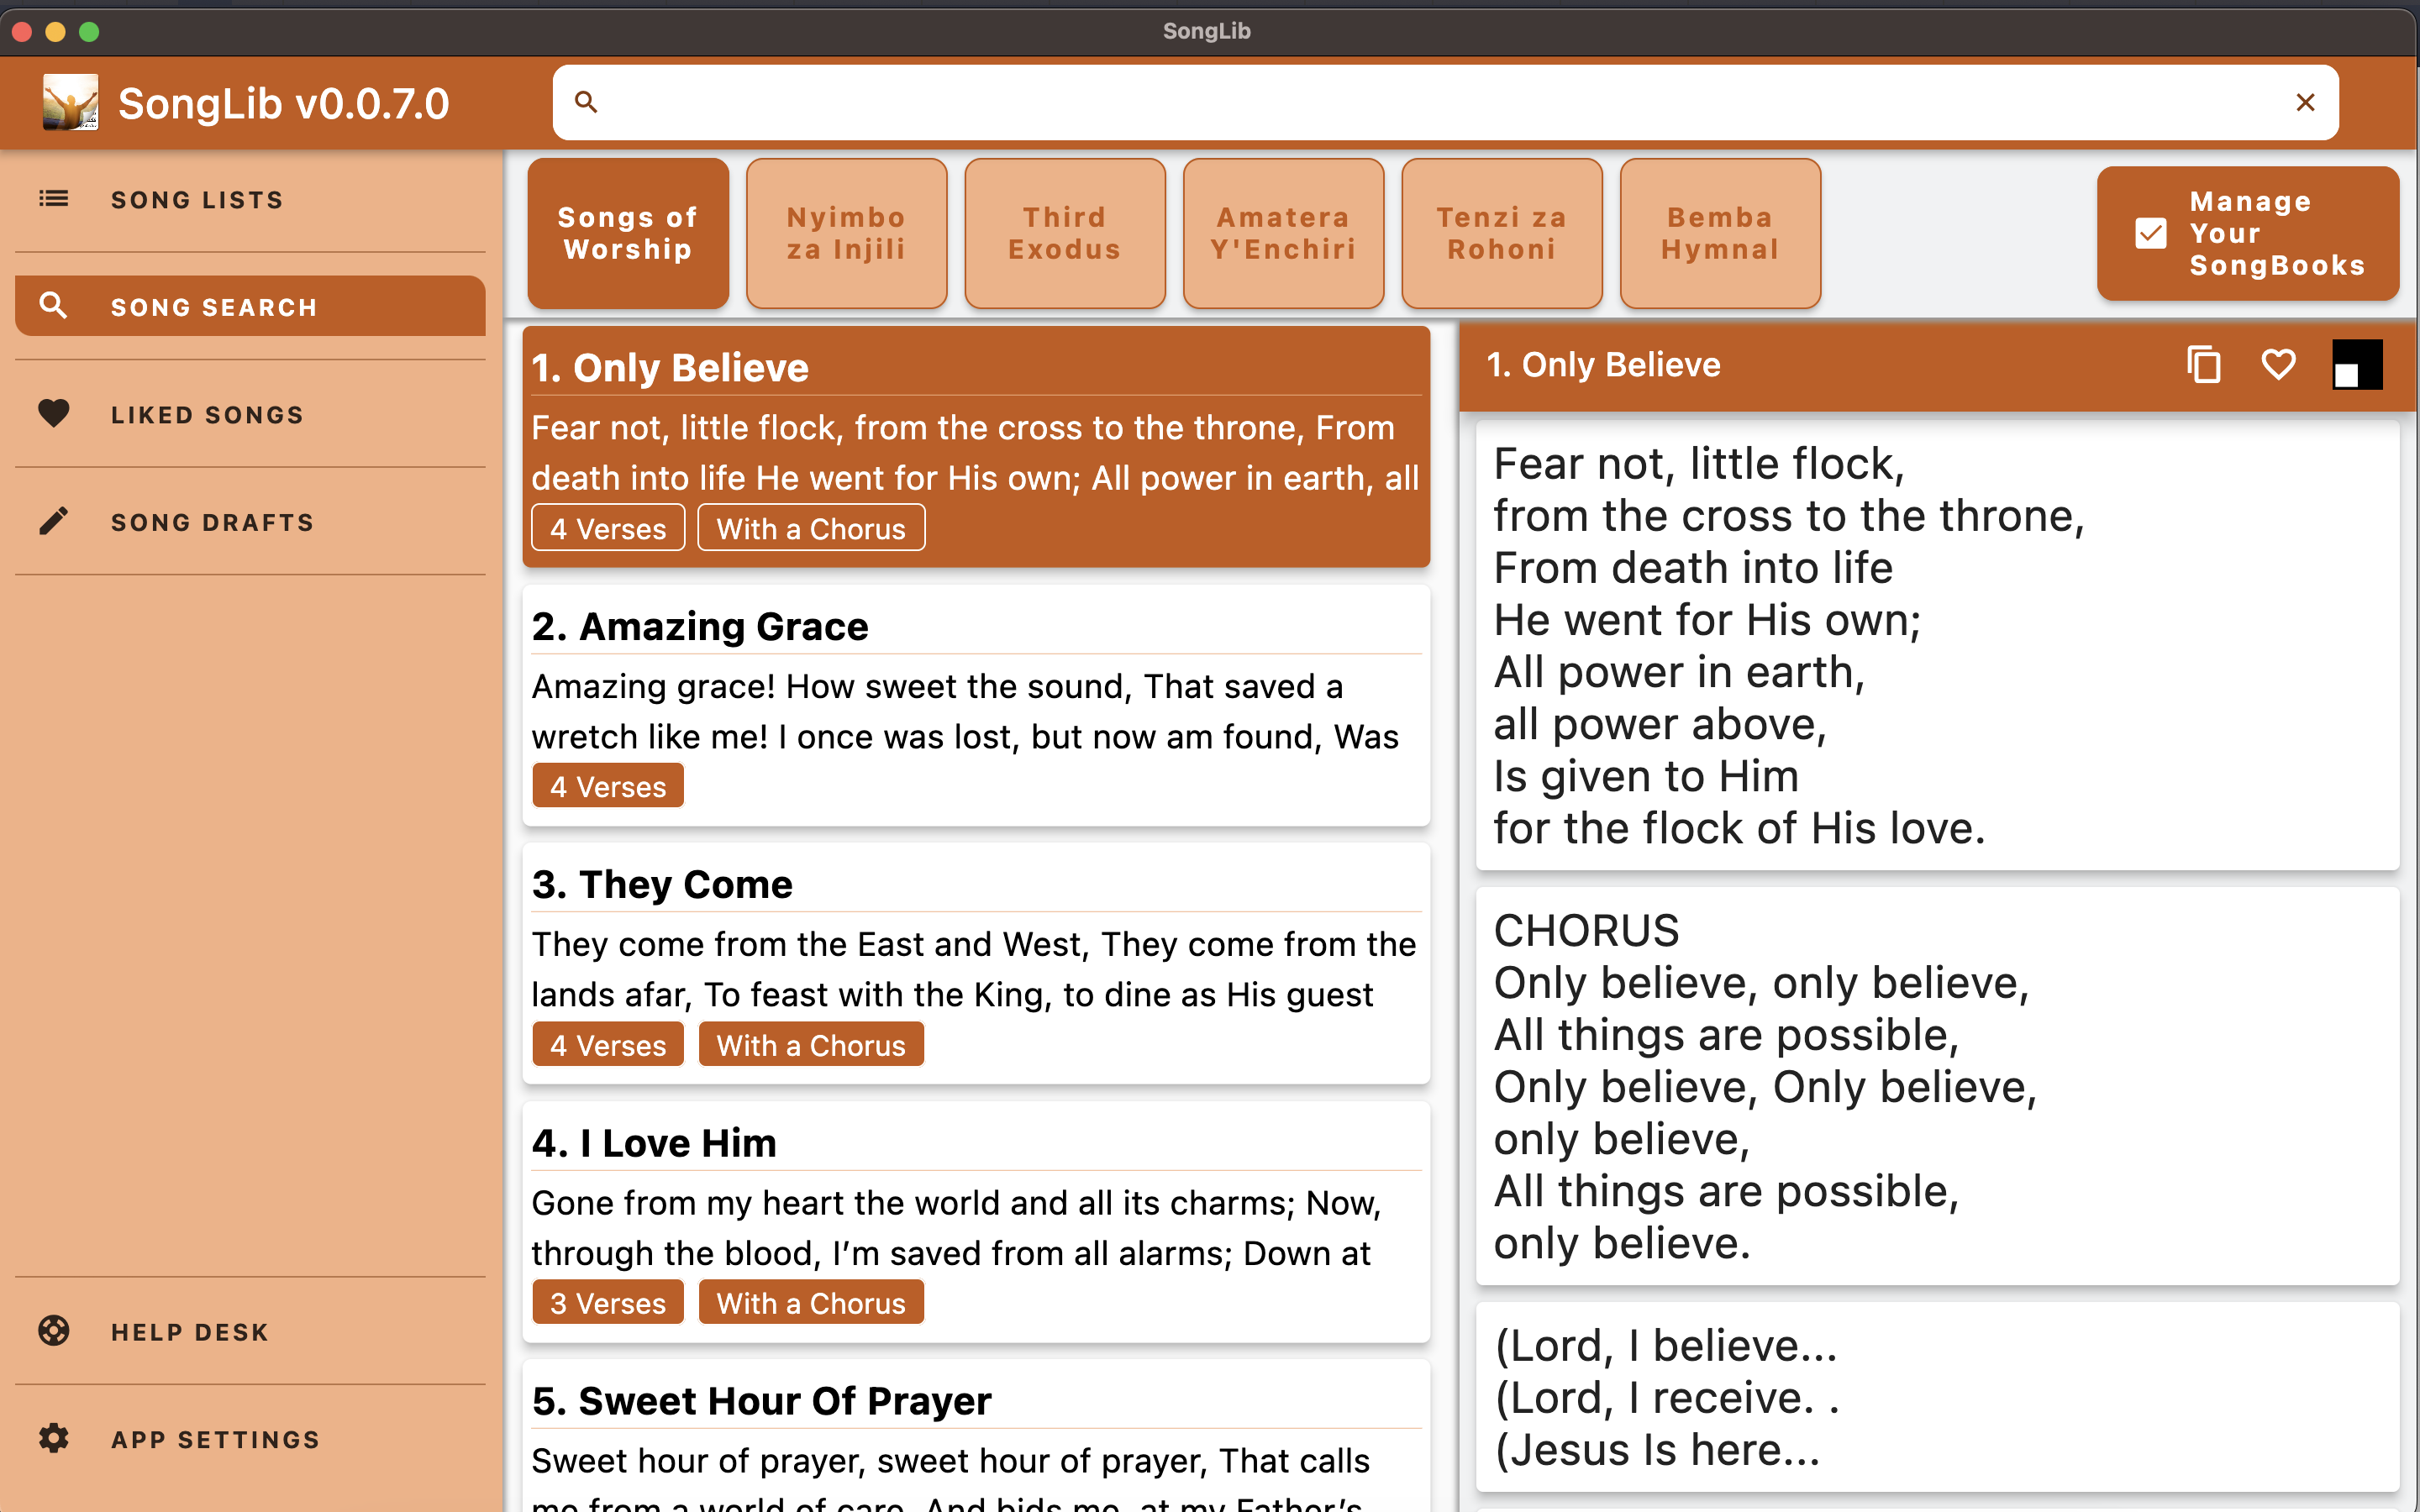 SongLib
SongLib v0.0.7.0
SONG LISTS
SONG SEARCH
LIKED SONGS
SONG DRAFTS
HELP DESK
APP SETTINGS
Songs of
Worship
Nyimbo
za Injili
Third
Exodus
Amatera
Y'Enchiri
Tenzi za
Rohoni
Bemba
Hymnal
Manage
Your
SongBooks
1. Only Believe
Fear not, little flock, from the cross to the throne, From
death into life He went for His own; All power in earth, all
4 Verses
With a Chorus
2. Amazing Grace
Amazing grace! How sweet the sound, That saved a
wretch like me! I once was lost, but now am found, Was
4 Verses
3. They Come
They come from the East and West, They come from the
lands afar, To feast with the King, to dine as His guest
4 Verses
With a Chorus
4. I Love Him
Gone from my heart the world and all its charms; Now,
through the blood, I’m saved from all alarms; Down at
3 Verses
With a Chorus
5. Sweet Hour Of Prayer
Sweet hour of prayer, sweet hour of prayer, That calls
me from a world of care, And bids me, at my Father’s
1. Only Believe
Fear not, little flock,
from the cross to the throne,
From death into life
He went for His own;
All power in earth,
all power above,
Is given to Him
for the flock of His love.
CHORUS
Only believe, only believe,
All things are possible,
Only believe, Only believe,
only believe,
All things are possible,
only believe.
(Lord, I believe...
(Lord, I receive. .
(Jesus Is here...